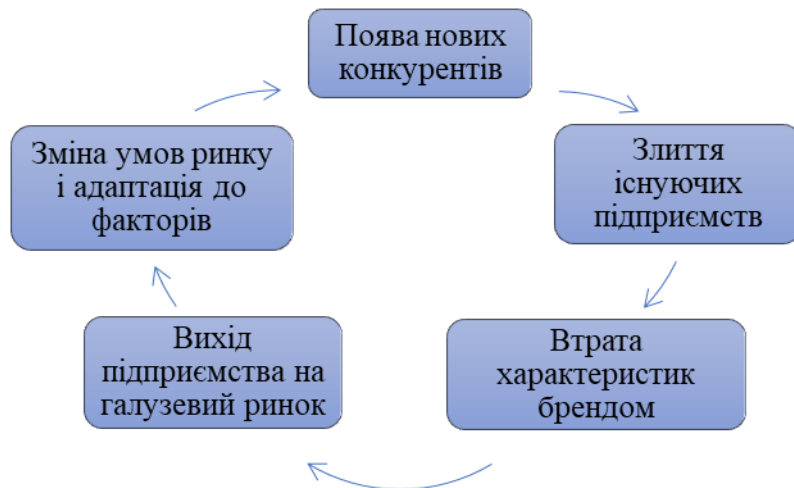 Поява нових
конкурентів
Злиття
існуючих
підприємств
Втрата
характеристик
брендом
Вихід
підприємства на
галузевий ринок
Зміна умов ринку
і адаптація до
факторів